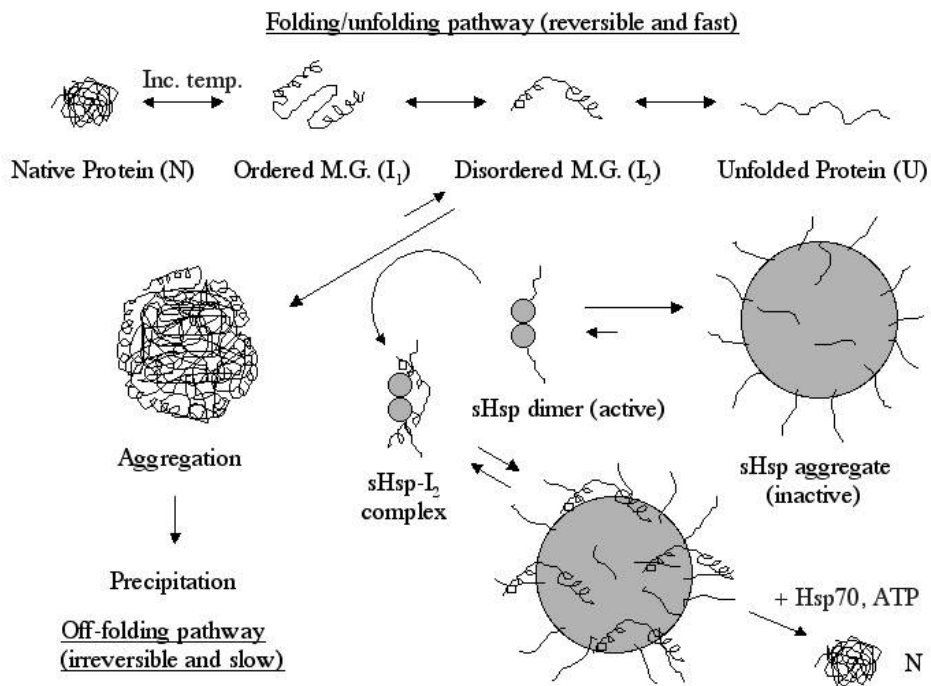 Folding/unfolding pathway (reversible and fast)
Inc. temp.
Native Protein (N)
Ordered M.G. (I₁)
Disordered M.G. (I₂)
Unfolded Protein (U)
Aggregation
Precipitation
Off-folding pathway
(irreversible and slow)
sHsp-I₂
complex
sHsp dimer (active)
sHsp aggregate
(inactive)
+ Hsp70, ATP
N